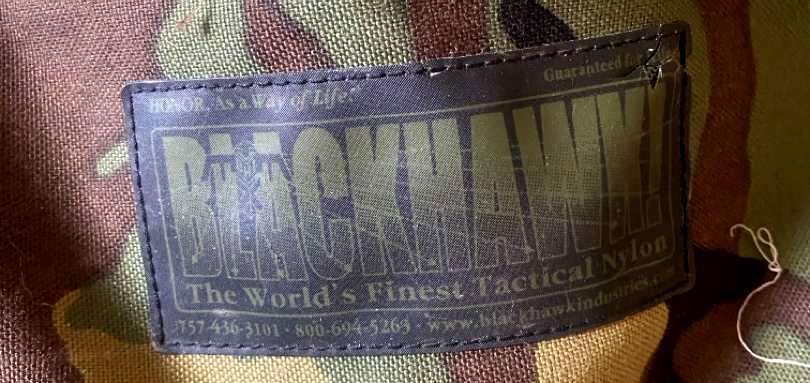 HONOR, As a Way of Life.
Guaranteed for
BLACKHAWK!
The World's Finest Tactical Nylon
757-436-3101 · 800-694-5263 · www.blackhawkindustries.com